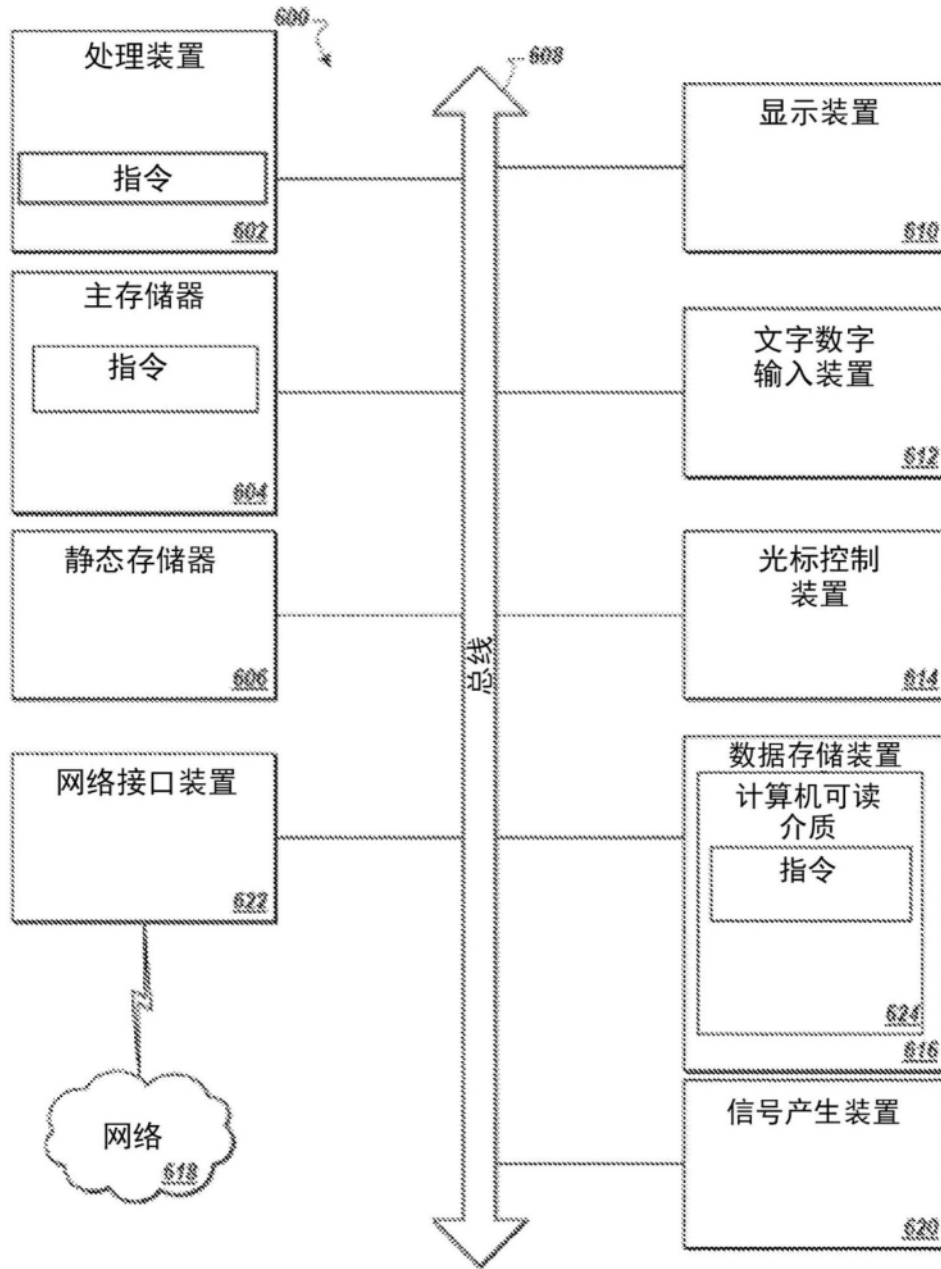 600
608
处理装置
指令
602
主存储器
指令
604
静态存储器
606
网络接口装置
622
网络
618
总线
显示装置
610
文字数字
输入装置
612
光标控制
装置
614
数据存储装置
计算机可读
介质
指令
624
616
信号产生装置
620